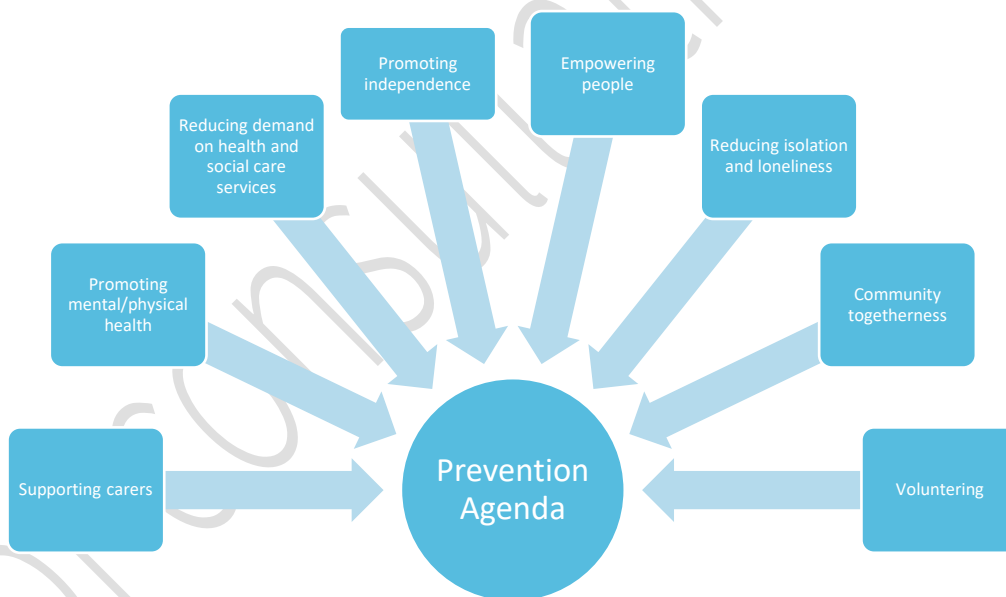 Promoting
independence
Empowering
people
Reducing demand
on health and
social care
services
Reducing isolation
and loneliness
Promoting
mental/physical
health
Community
togetherness
Supporting carers
Prevention
Agenda
Voluntering